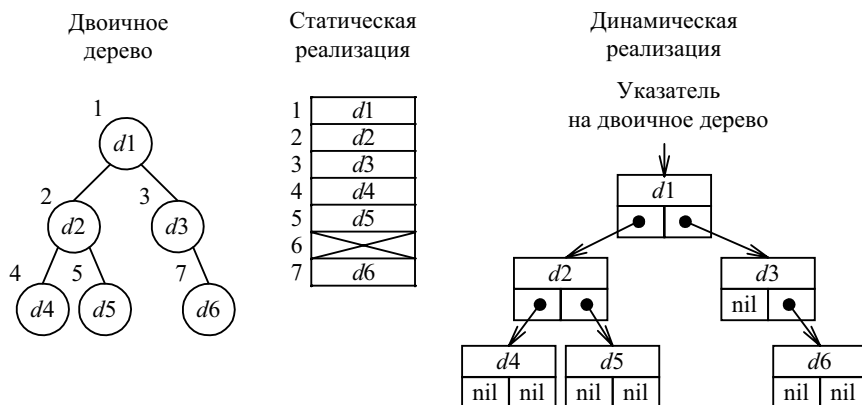 Двоичное
дерево
1
d1
2
3
d2
d3
4
5
7
d4
d5
d6
Статическая
реализация
1 d1
2 d2
3 d3
4 d4
5 d5
6
7 d6
Динамическая
реализация
Указатель
на двоичное дерево
d1
d2
d3
nil
d4
nil nil
d5
nil nil
d6
nil nil